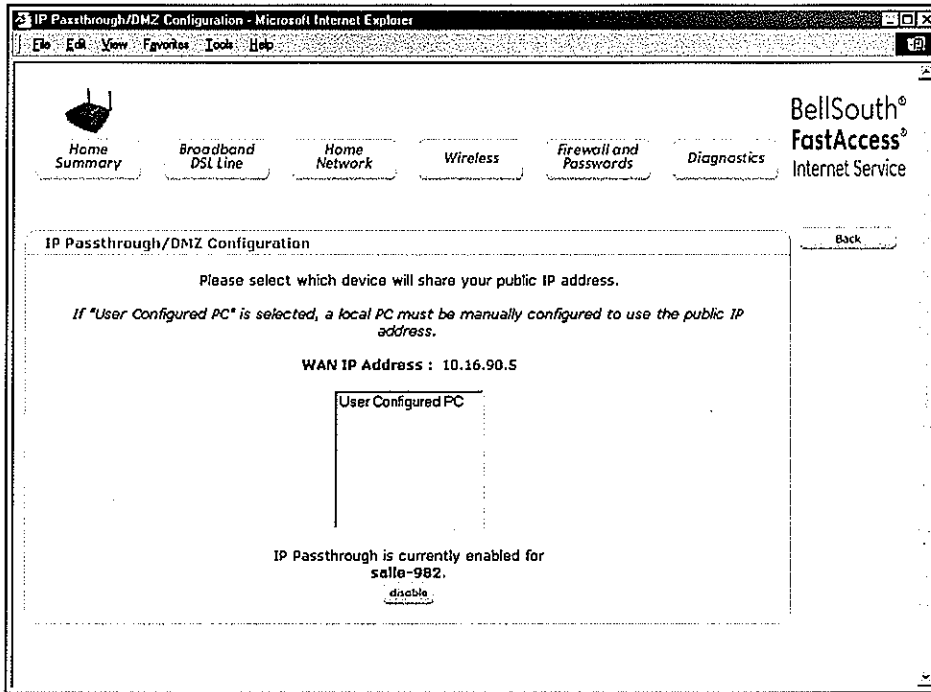 IP Passthrough/DMZ Configuration - Microsoft Internet Explorer
File Edit View Favorites Tools Help
BellSouth®
FastAccess®
Internet Service
Home Summary
Broadband DSL Line
Home Network
Wireless
Firewall and Passwords
Diagnostics
IP Passthrough/DMZ Configuration
Back
Please select which device will share your public IP address.
If "User Configured PC" is selected, a local PC must be manually configured to use the public IP
address.
WAN IP Address : 10.16.90.5
User Configured PC
IP Passthrough is currently enabled for
salle-982.
disable